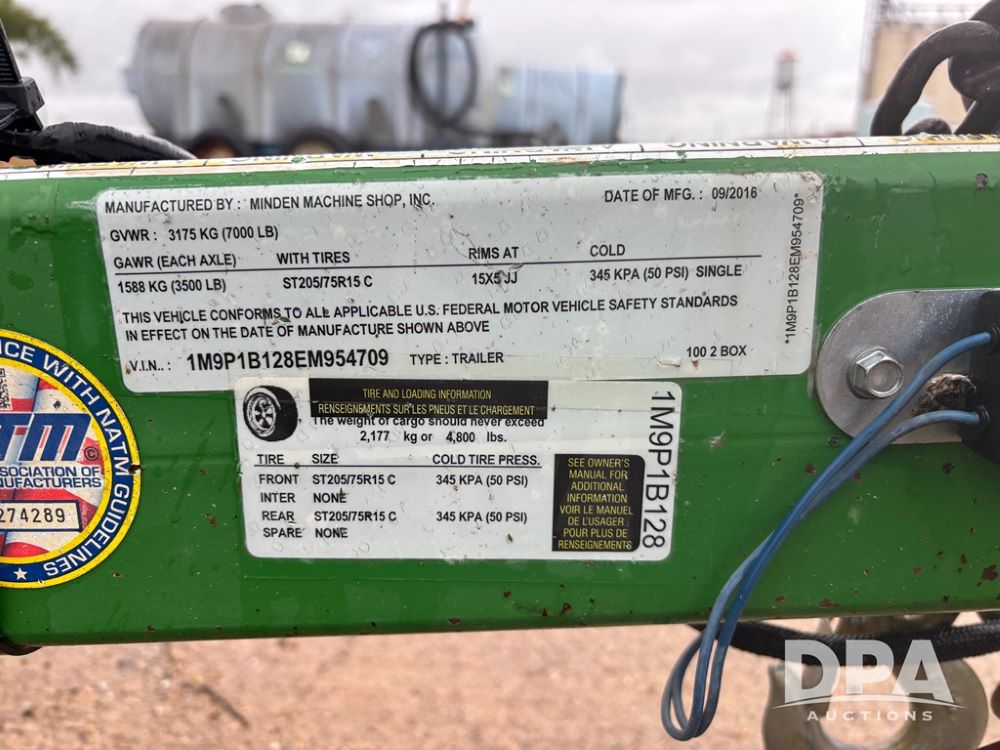 WARNING
MANUFACTURED BY : MINDEN MACHINE SHOP, INC. DATE OF MFG. : 09/2016
GVWR : 3175 KG (7000 LB)
GAWR (EACH AXLE) WITH TIRES RIMS AT COLD
1588 KG (3500 LB) ST205/75R15 C 15X5 JJ 345 KPA (50 PSI) SINGLE
THIS VEHICLE CONFORMS TO ALL APPLICABLE U.S. FEDERAL MOTOR VEHICLE SAFETY STANDARDS
IN EFFECT ON THE DATE OF MANUFACTURE SHOWN ABOVE
V.I.N.. : 1M9P1B128EM954709 TYPE : TRAILER 100 2 BOX
*1M9P1B128EM954709*
TIRE AND LOADING INFORMATION
RENSEIGNEMENTS SUR LES PNEUS ET LE CHARGEMENT
The weight of cargo should never exceed
2,177 kg or 4,800 lbs.
TIRE SIZE COLD TIRE PRESS.
FRONT ST205/75R15 C 345 KPA (50 PSI)
INTER NONE
REAR ST205/75R15 C 345 KPA (50 PSI)
SPARE NONE
SEE OWNER'S
MANUAL FOR
ADDITIONAL
INFORMATION
VOIR LE MANUEL
DE L'USAGER
POUR PLUS DE
RENSEIGNEMENTS
1M9P1B128
WITH NATM GUIDELINES
ASSOCIATION OF
274289
DPA
AUCTIONS